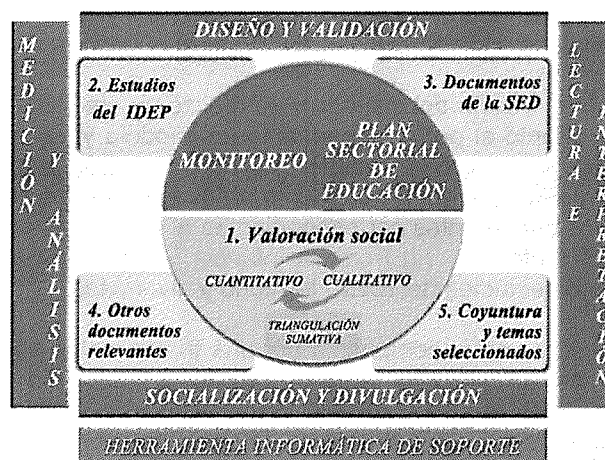 DISEÑO Y VALIDACIÓN
MEDICIÓN
Y ANÁLISIS
2. Estudios
del IDEP
3. Documentos
de la SED
MONITOREO
PLAN
SECTORIAL
DE
EDUCACIÓN
1. Valoración social
CUANTITATIVO
CUALITATIVO
TRIANGULACIÓN
SUMATIVA
4. Otros
documentos
relevantes
5. Coyuntura
y temas
seleccionados
LECTURA E
INTERPRETACIÓN
SOCIALIZACIÓN Y DIVULGACIÓN
HERRAMIENTA INFORMÁTICA DE SOPORTE